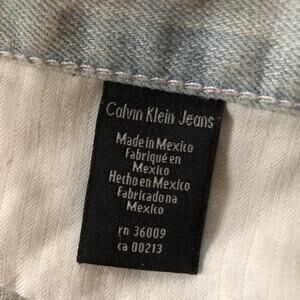 Calvin Klein Jeans
Made in Mexico
Fabriqué en
Mexico
Hecho en Mexico
Fabricado na
Mexico
rn 36009
ca 00213